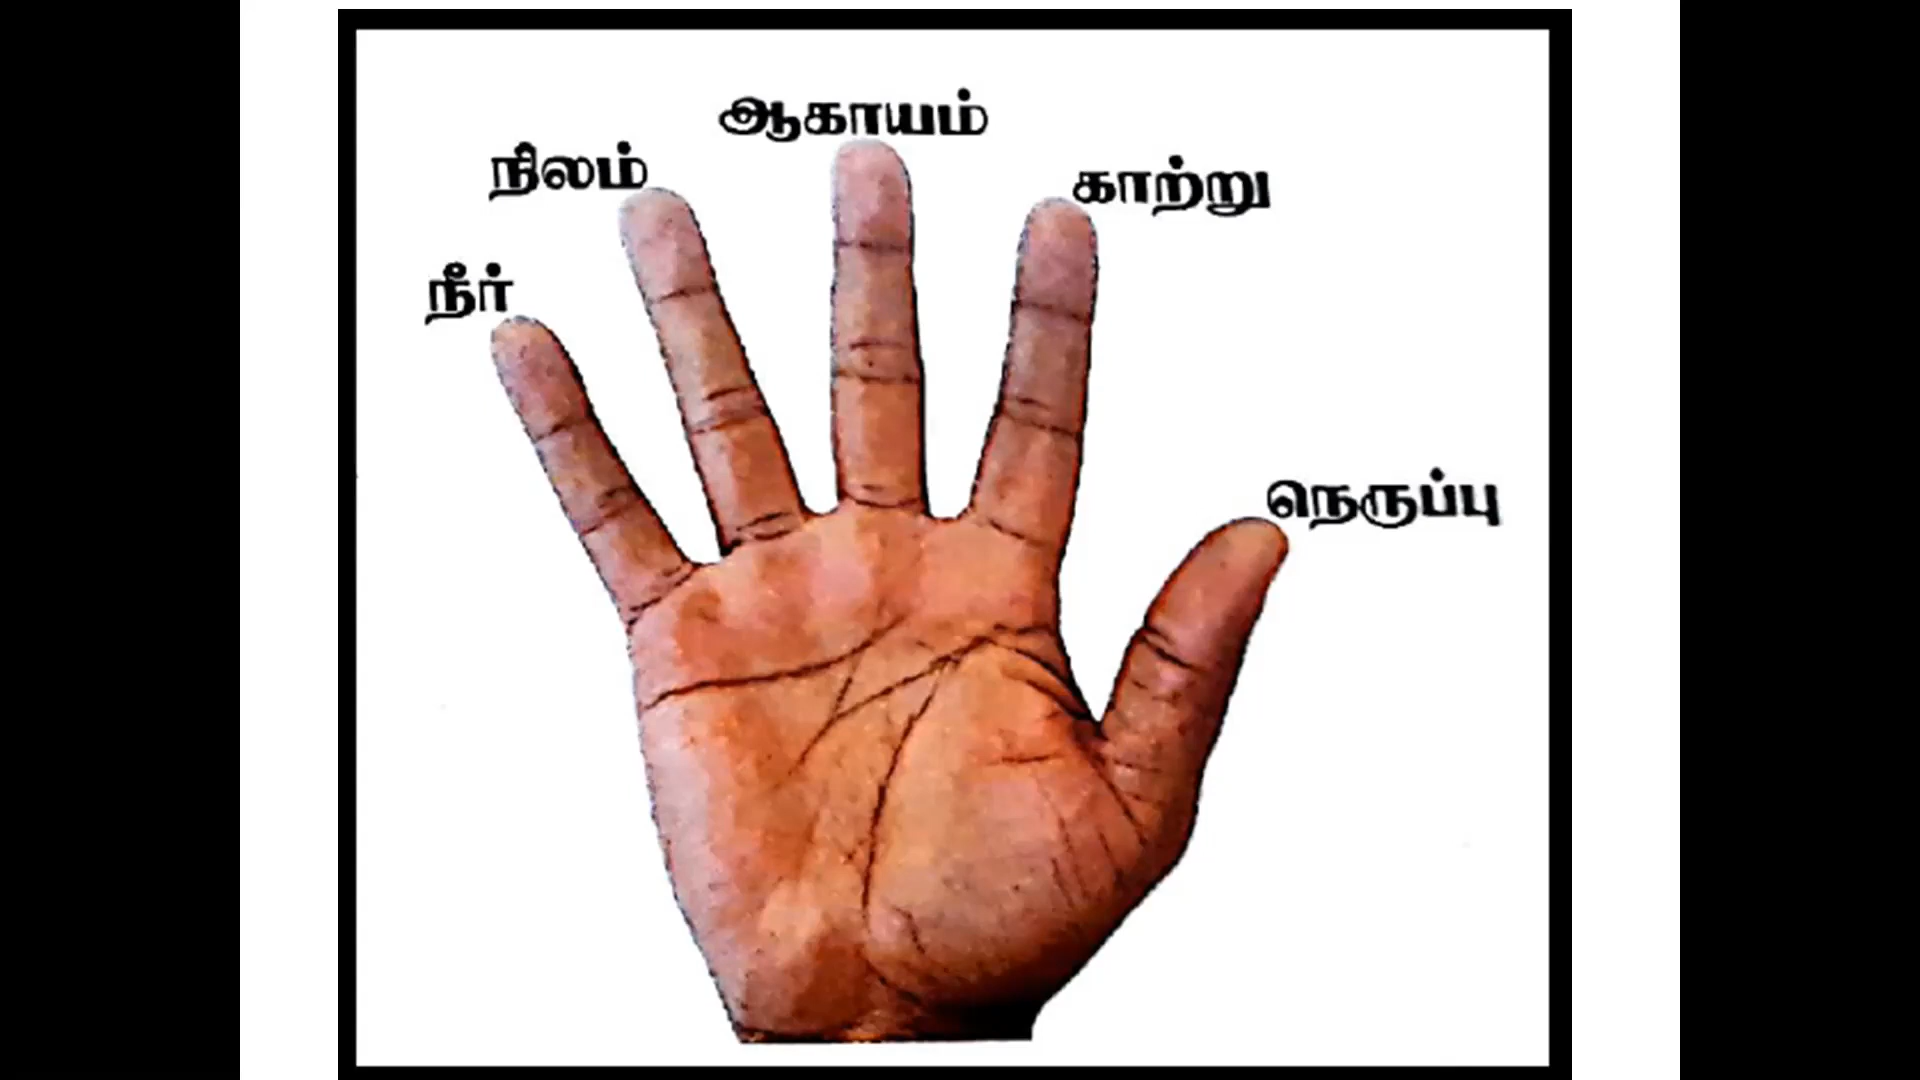 ஆகாயம்
நிலம்
காற்று
நீர்
நெருப்பு